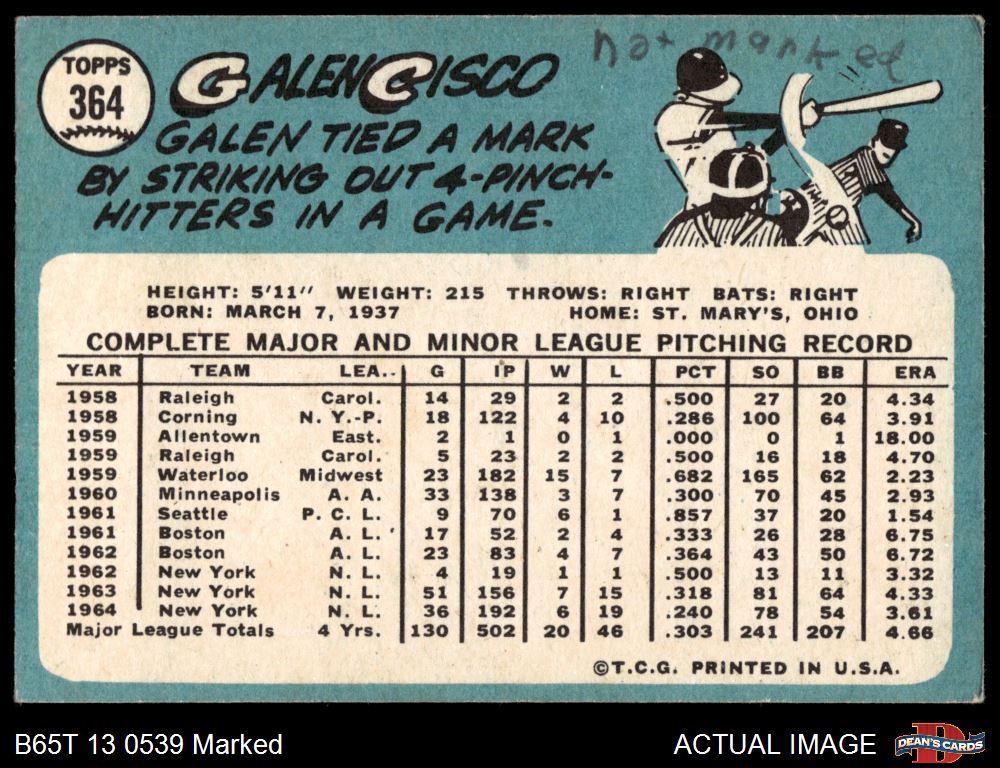 TOPPS
364
GALEN CISCO
not marked
GALEN TIED A MARK
BY STRIKING OUT 4-PINCH-
HITTERS IN A GAME.
HEIGHT: 5'11" WEIGHT: 215 THROWS: RIGHT BATS: RIGHT
BORN: MARCH 7, 1937 HOME: ST. MARY'S, OHIO
COMPLETE MAJOR AND MINOR LEAGUE PITCHING RECORD
YEAR TEAM LEA. G IP W L PCT SO BB ERA
1958 Raleigh Carol. 14 29 2 2 .500 27 20 4.34
1958 Corning N. Y.-P. 18 122 4 10 .286 100 64 3.91
1959 Allentown East. 2 1 0 1 .000 0 1 18.00
1959 Raleigh Carol. 5 23 2 2 .500 16 18 4.70
1959 Waterloo Midwest 23 182 15 7 .682 165 62 2.23
1960 Minneapolis A. A. 33 138 3 7 .300 70 45 2.93
1961 Seattle P. C. L. 9 70 6 1 .857 37 20 1.54
1961 Boston A. L. 17 52 2 4 .333 26 28 6.75
1962 Boston A. L. 23 83 4 7 .364 43 50 6.72
1962 New York N. L. 4 19 1 1 .500 13 11 3.32
1963 New York N. L. 51 156 7 15 .318 81 64 4.33
1964 New York N. L. 36 192 6 19 .240 78 54 3.61
Major League Totals 4 Yrs. 130 502 20 46 .303 241 207 4.66
©T.C.G. PRINTED IN U.S.A.
B65T 13 0539 Marked
ACTUAL IMAGE
DEAN'S CARDS